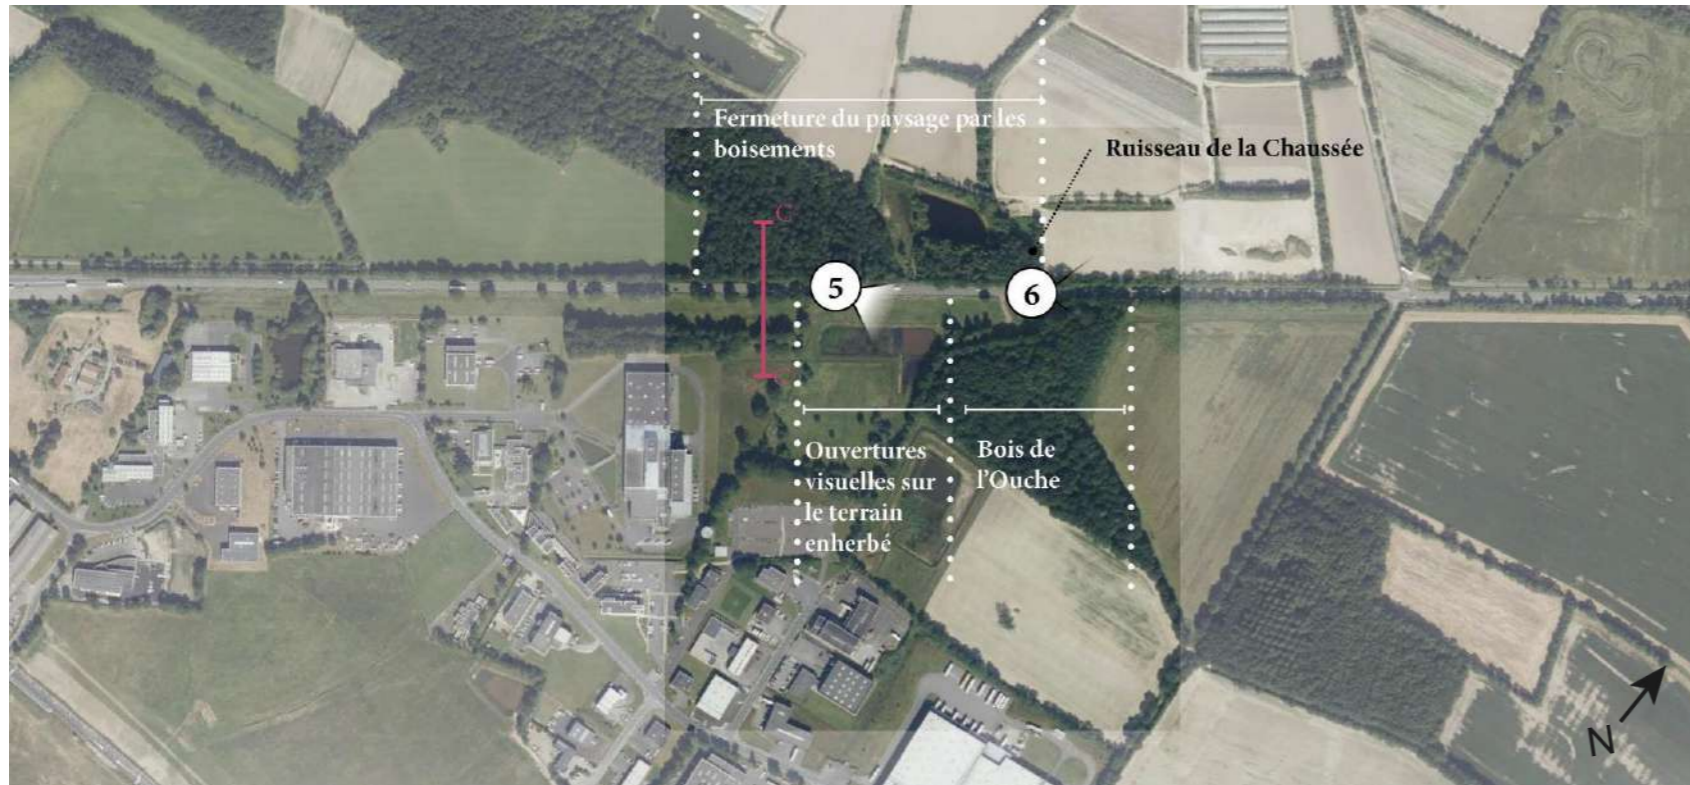 Fermeture du paysage par les
boisements
Ruisseau de la Chaussée
C
5
6
Ouvertures
visuelles sur
le terrain
enherbé
Bois de
l'Ouche
N